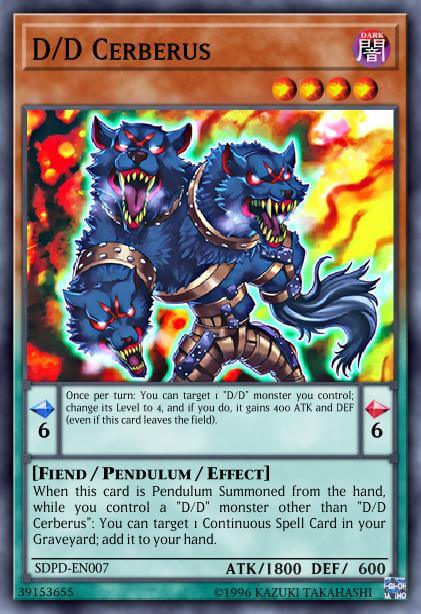 D/D Cerberus
DARK
闇
Once per turn: You can target 1 "D/D" monster you control;
change its Level to 4, and if you do, it gains 400 ATK and DEF
(even if this card leaves the field).
6
6
[Fiend / Pendulum / Effect]
When this card is Pendulum Summoned from the hand,
while you control a "D/D" monster other than "D/D
Cerberus": You can target 1 Continuous Spell Card in your
Graveyard; add it to your hand.
SDPD-EN007
ATK/1800 DEF/ 600
39153655
©1996 KAZUKI TAKAHASHI